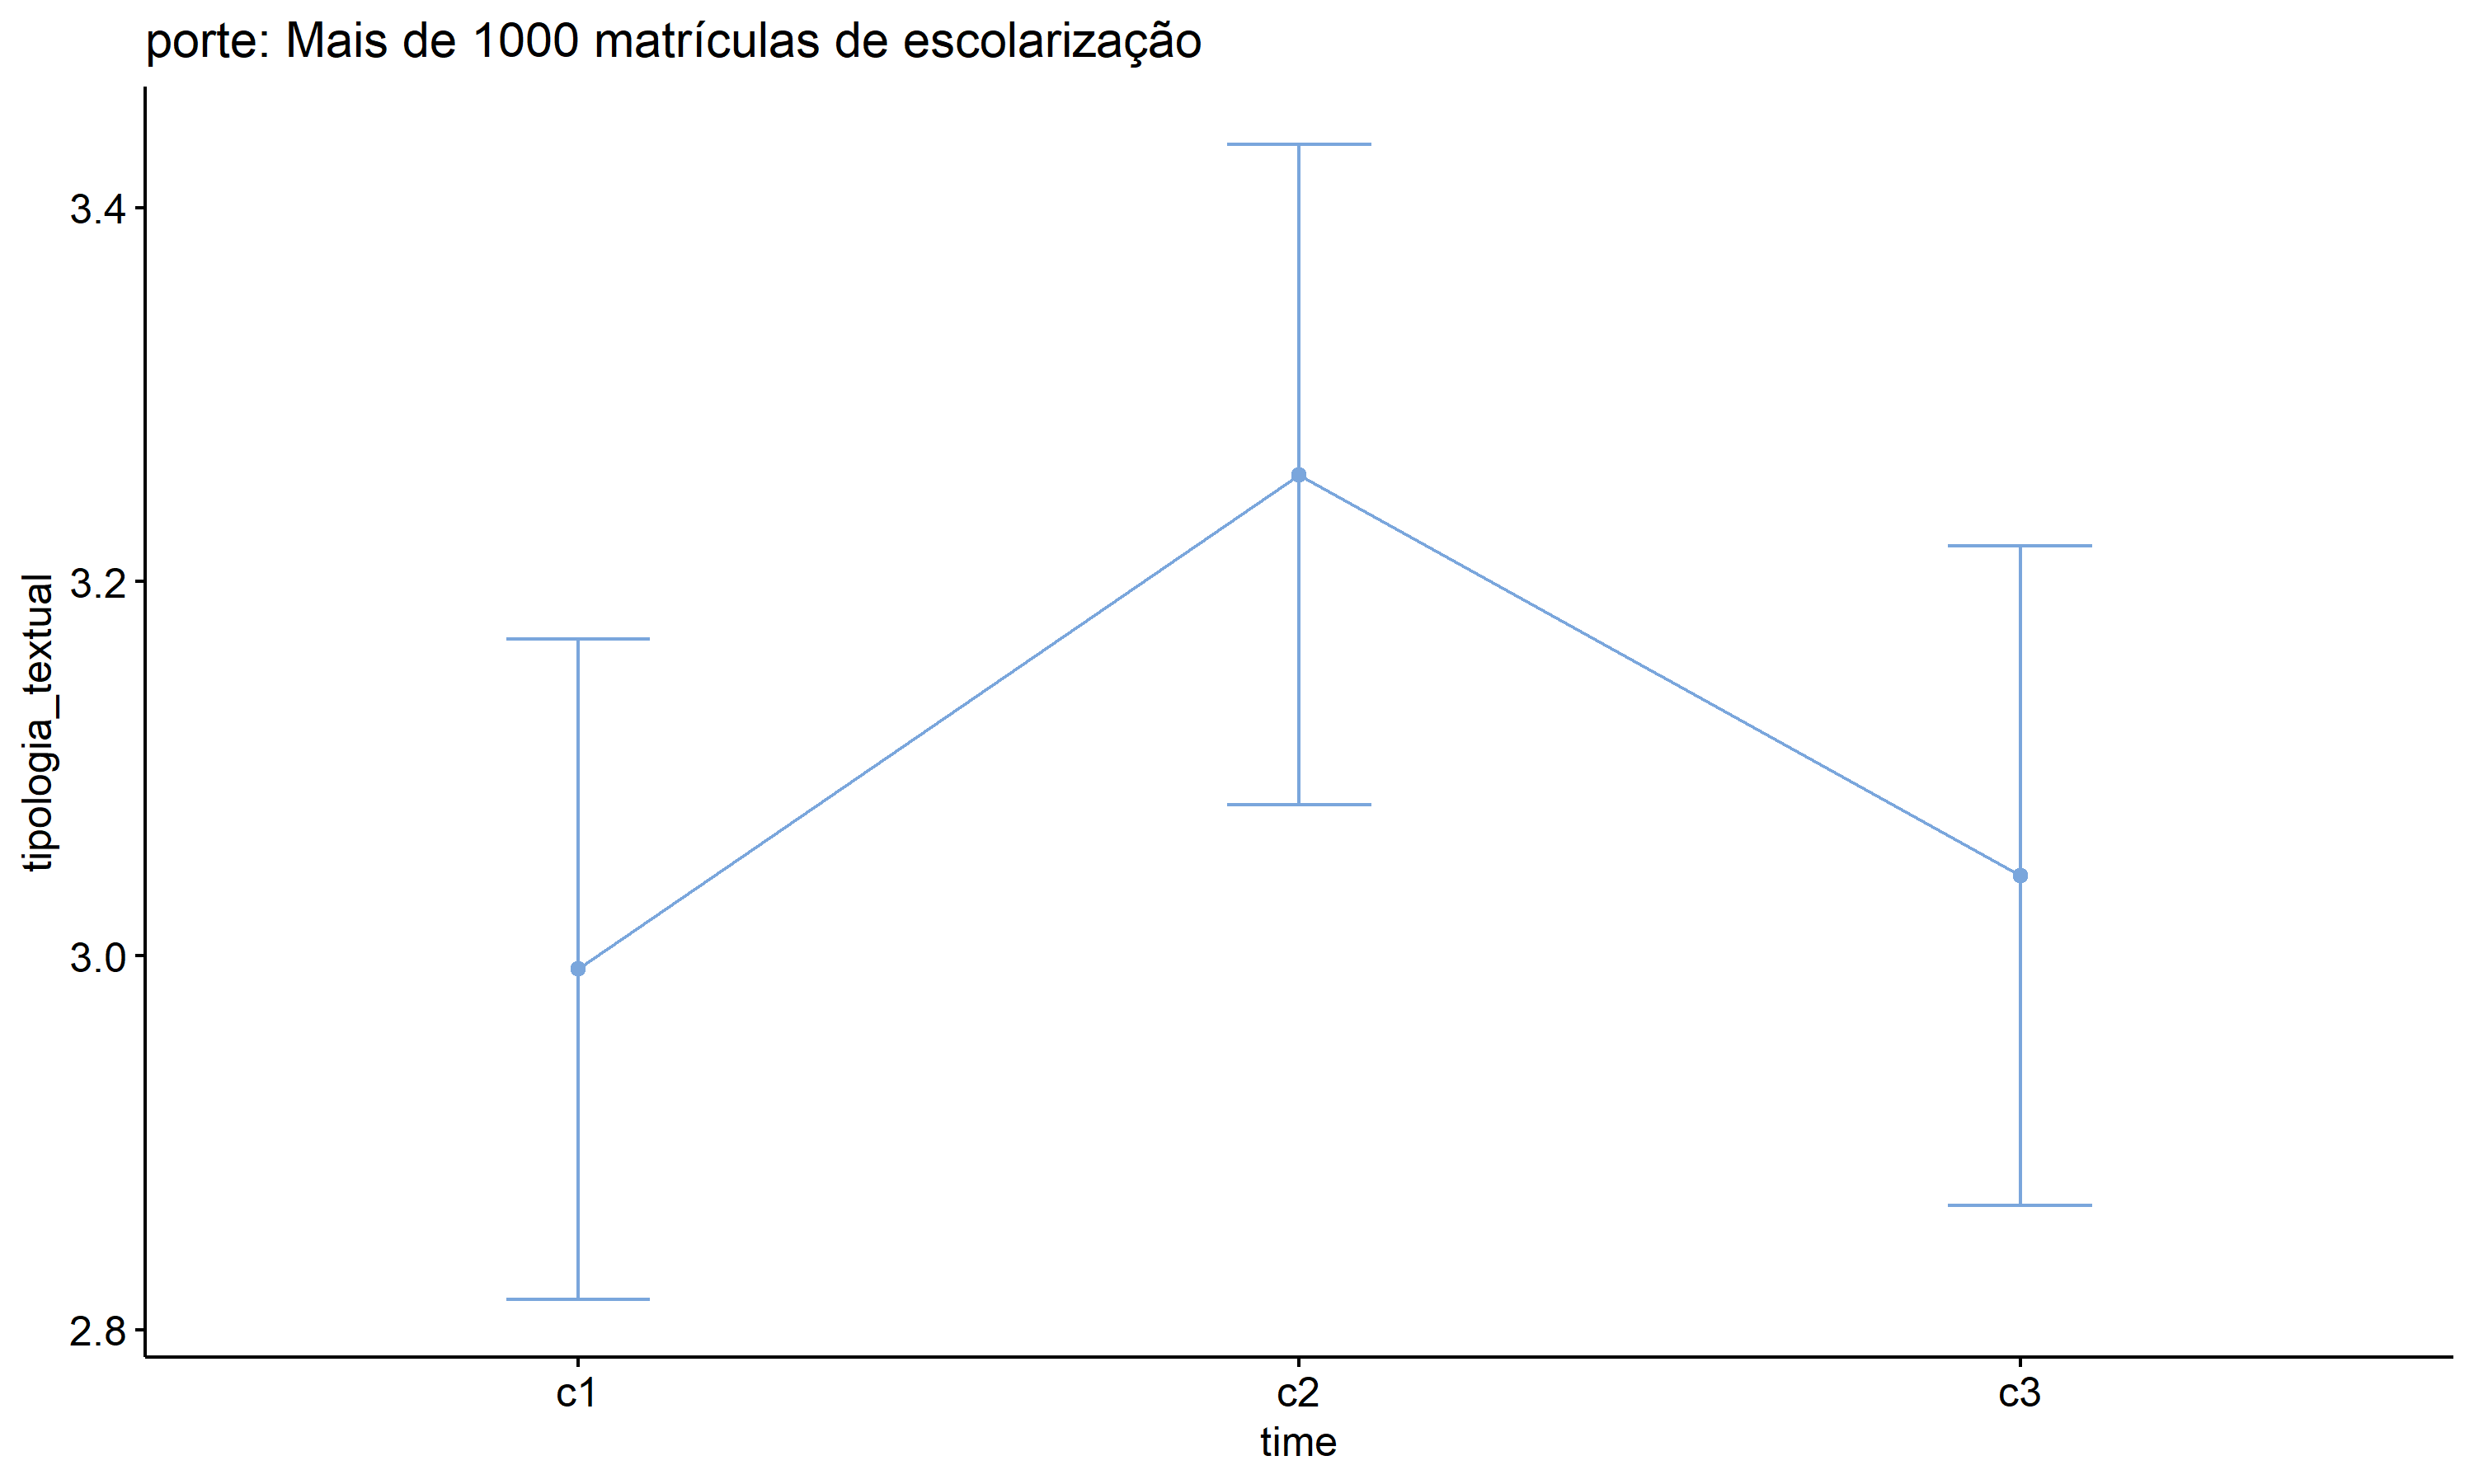 porte: Mais de 1000 matrículas de escolarização
tipologia_textual
3.4
3.2
3.0
2.8
c1
c2
c3
time